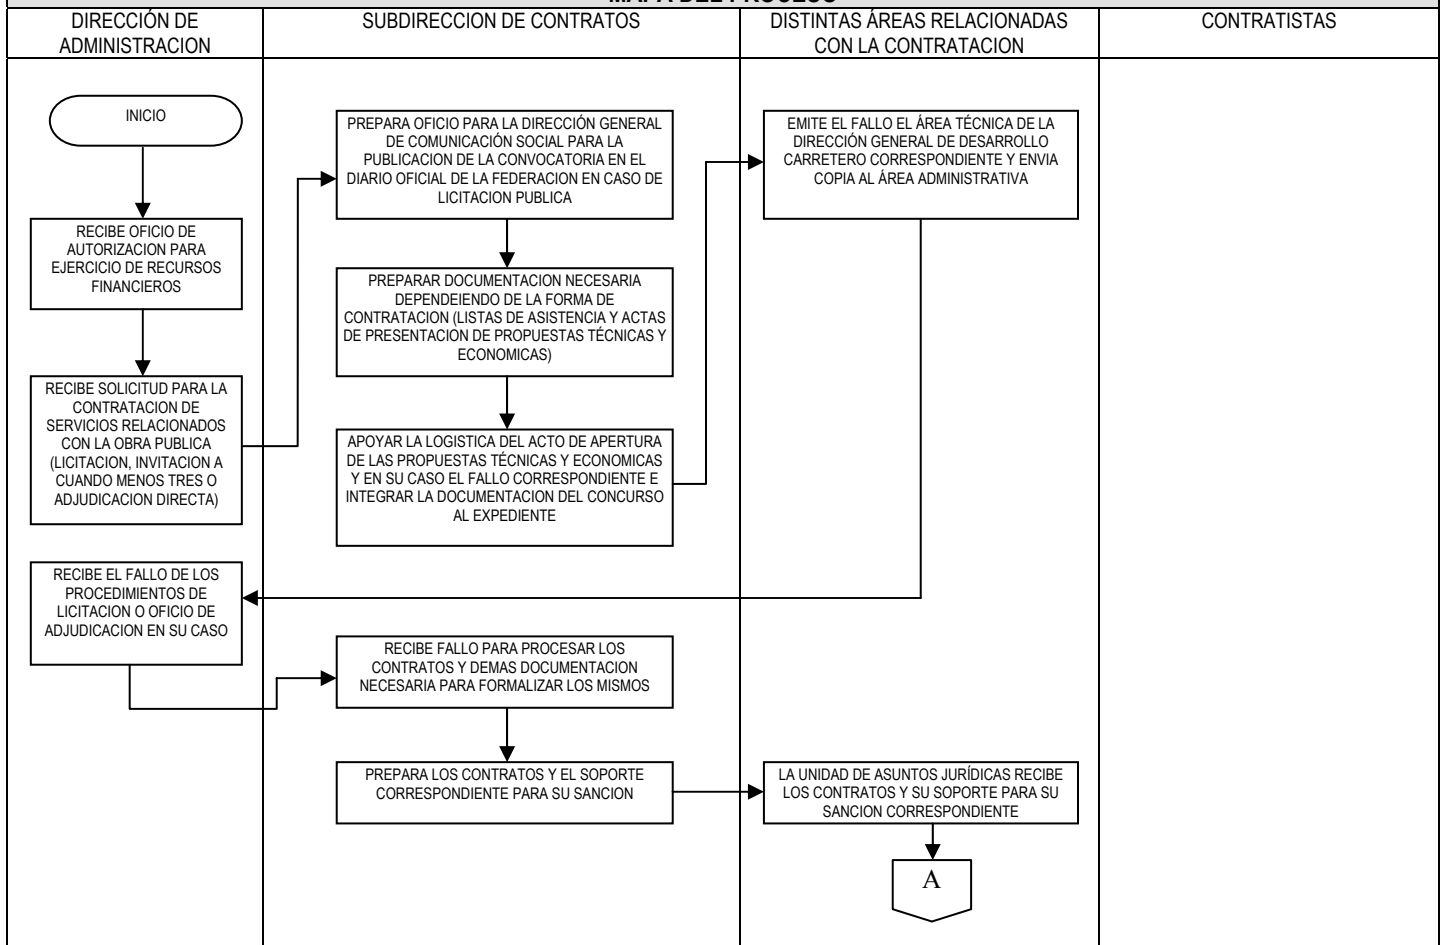 MAPA DEL PROCESO
DIRECCIÓN DE
ADMINISTRACION
SUBDIRECCION DE CONTRATOS
DISTINTAS ÁREAS RELACIONADAS
CON LA CONTRATACION
CONTRATISTAS
INICIO
RECIBE OFICIO DE
AUTORIZACION PARA
EJERCICIO DE RECURSOS
FINANCIEROS
RECIBE SOLICITUD PARA LA
CONTRATACION DE
SERVICIOS RELACIONADOS
CON LA OBRA PUBLICA
(LICITACION, INVITACION A
CUANDO MENOS TRES O
ADJUDICACION DIRECTA)
PREPARA OFICIO PARA LA DIRECCIÓN GENERAL
DE COMUNICACIÓN SOCIAL PARA LA
PUBLICACION DE LA CONVOCATORIA EN EL
DIARIO OFICIAL DE LA FEDERACION EN CASO DE
LICITACION PUBLICA
PREPARAR DOCUMENTACION NECESARIA
DEPENDEIENDO DE LA FORMA DE
CONTRATACION (LISTAS DE ASISTENCIA Y ACTAS
DE PRESENTACION DE PROPUESTAS TÉCNICAS Y
ECONOMICAS)
APOYAR LA LOGISTICA DEL ACTO DE APERTURA
DE LAS PROPUESTAS TÉCNICAS Y ECONOMICAS
Y EN SU CASO EL FALLO CORRESPONDIENTE E
INTEGRAR LA DOCUMENTACION DEL CONCURSO
AL EXPEDIENTE
EMITE EL FALLO EL ÁREA TÉCNICA DE LA
DIRECCIÓN GENERAL DE DESARROLLO
CARRETERO CORRESPONDIENTE Y ENVIA
COPIA AL ÁREA ADMINISTRATIVA
RECIBE EL FALLO DE LOS
PROCEDIMIENTOS DE
LICITACION O OFICIO DE
ADJUDICACION EN SU CASO
RECIBE FALLO PARA PROCESAR LOS
CONTRATOS Y DEMAS DOCUMENTACION
NECESARIA PARA FORMALIZAR LOS MISMOS
PREPARA LOS CONTRATOS Y EL SOPORTE
CORRESPONDIENTE PARA SU SANCION
LA UNIDAD DE ASUNTOS JURÍDICAS RECIBE
LOS CONTRATOS Y SU SOPORTE PARA SU
SANCION CORRESPONDIENTE
A